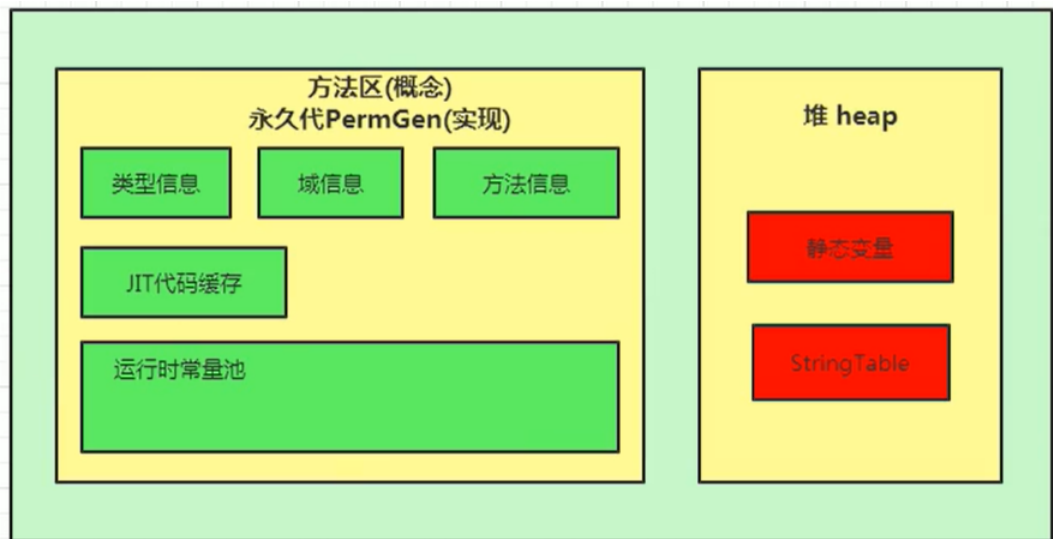 方法区(概念)
永久代PermGen(实现)
类型信息
域信息
方法信息
JIT代码缓存
运行时常量池
堆 heap
静态变量
StringTable